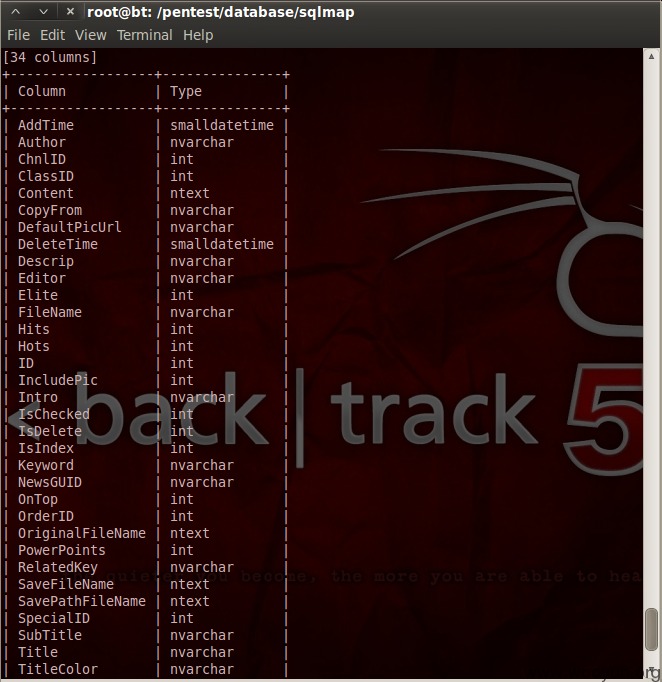 root@bt: /pentest/database/sqlmap
File Edit View Terminal Help
[34 columns]
+------------------+---------------+
| Column | Type |
+------------------+---------------+
| AddTime | smalldatetime |
| Author | nvarchar |
| ChnlID | int |
| ClassID | int |
| Content | ntext |
| CopyFrom | nvarchar |
| DefaultPicUrl | nvarchar |
| DeleteTime | smalldatetime |
| Descrip | nvarchar |
| Editor | nvarchar |
| Elite | int |
| FileName | nvarchar |
| Hits | int |
| Hots | int |
| ID | int |
| IncludePic | int |
| Intro | nvarchar |
| IsChecked | int |
| IsDelete | int |
| IsIndex | int |
| Keyword | nvarchar |
| NewsGUID | nvarchar |
| OnTop | int |
| OrderID | int |
| OriginalFileName | ntext |
| PowerPoints | int |
| RelatedKey | nvarchar |
| SaveFileName | ntext |
| SavePathFileName | ntext |
| SpecialID | int |
| SubTitle | nvarchar |
| Title | nvarchar |
| TitleColor | nvarchar |
< back | track 5
quieter you become, the more you are able to hea